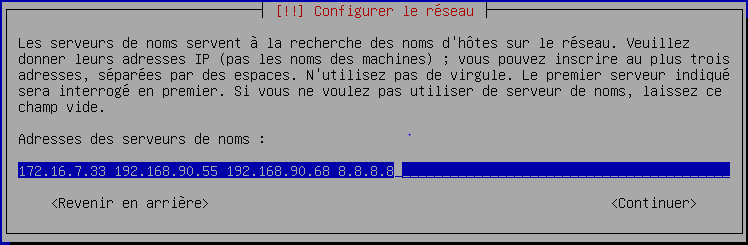 [!!] Configurer le réseau
Les serveurs de noms servent à la recherche des noms d'hôtes sur le réseau. Veuillez
donner leurs adresses IP (pas les noms des machines) ; vous pouvez inscrire au plus trois
adresses, séparées par des espaces. N'utilisez pas de virgule. Le premier serveur indiqué
sera interrogé en premier. Si vous ne voulez pas utiliser de serveur de noms, laissez ce
champ vide.
Adresses des serveurs de noms :
172.16.7.33 192.168.90.55 192.168.90.68 8.8.8.8
<Revenir en arrière> <Continuer>